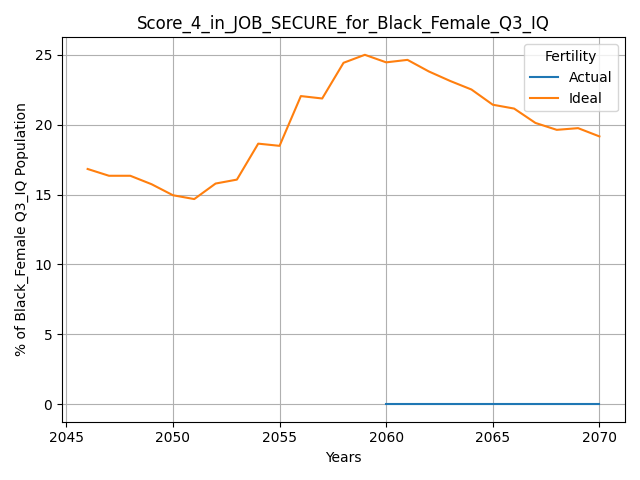 Score_4_in_JOB_SECURE_for_Black_Female_Q3_IQ
Fertility
Actual
Ideal
% of Black_Female Q3_IQ Population
25
20
15
10
5
0
2045
2050
2055
2060
2065
2070
Years